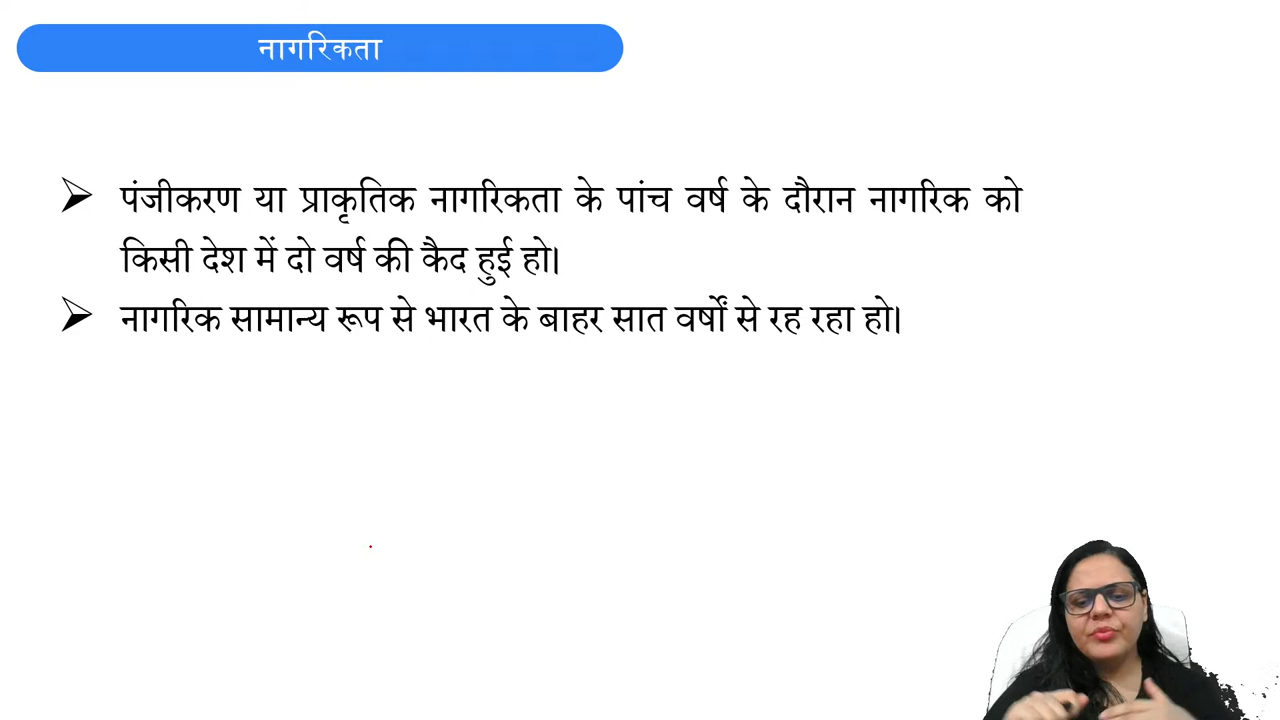 नागरिकता
पंजीकरण या प्राकृतिक नागरिकता के पांच वर्ष के दौरान नागरिक को
किसी देश में दो वर्ष की कैद हुई हो।
नागरिक सामान्य रूप से भारत के बाहर सात वर्षों से रह रहा हो।